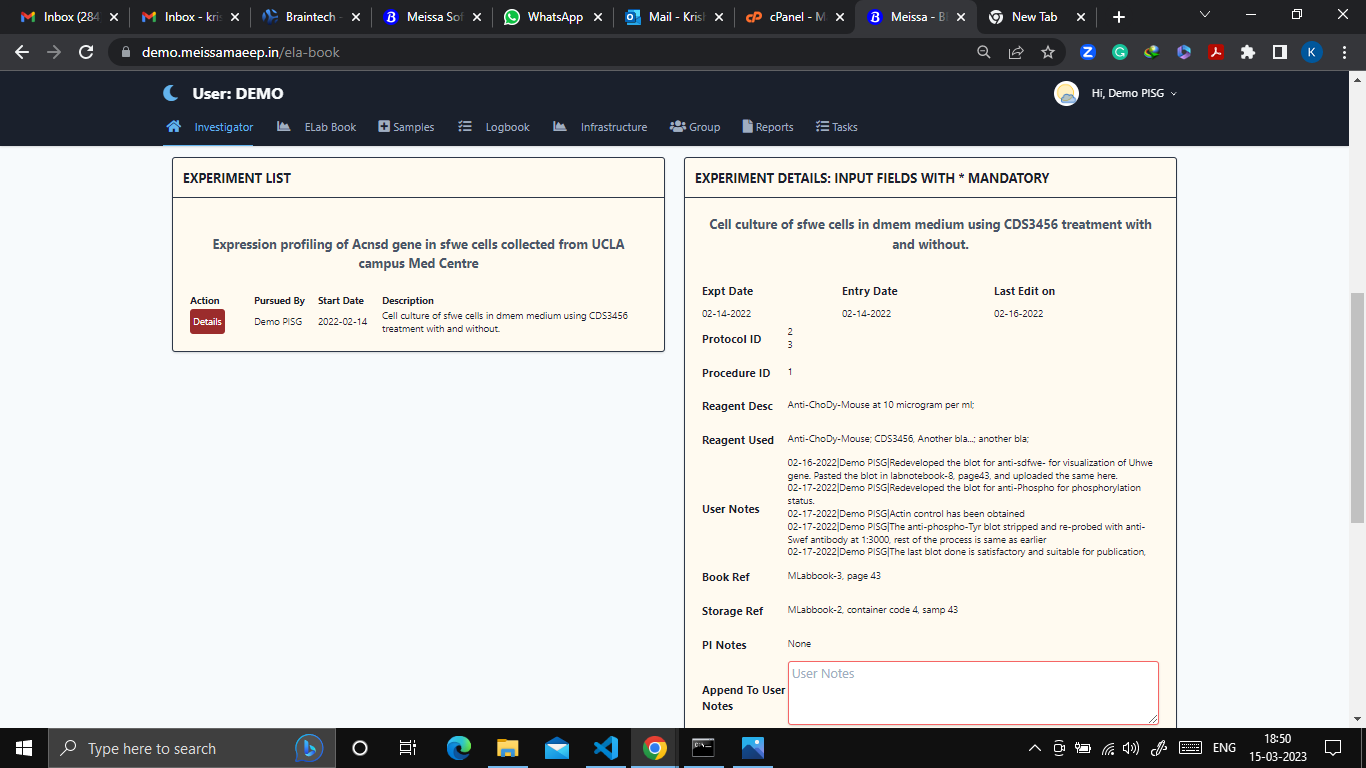 Inbox (284
Inbox - kris
Braintech -
Meissa Sof
WhatsApp
Mail - Krish
cPanel - M
Meissa - B
New Tab
demo.meissamaeep.in/ela-book
K
User: DEMO
Hi, Demo PISG
Investigator
ELab Book
Samples
Logbook
Infrastructure
Group
Reports
Tasks
EXPERIMENT LIST
Expression profiling of Acnsd gene in sfwe cells collected from UCLA
campus Med Centre
Action Pursued By Start Date Description
Details Demo PISG 2022-02-14 Cell culture of sfwe cells in dmem medium using CDS3456
treatment with and without.
EXPERIMENT DETAILS: INPUT FIELDS WITH * MANDATORY
Cell culture of sfwe cells in dmem medium using CDS3456 treatment with
and without.
Expt Date Entry Date Last Edit on
02-14-2022 02-14-2022 02-16-2022
Protocol ID 2
3
Procedure ID 1
Reagent Desc Anti-ChoDy-Mouse at 10 microgram per ml;
Reagent Used Anti-ChoDy-Mouse; CDS3456, Another bla...; another bla;
User Notes
02-16-2022|Demo PISG|Redeveloped the blot for anti-sdfwe- for visualization of Uhwe
gene. Pasted the blot in labnotebook-8, page43, and uploaded the same here.
02-17-2022|Demo PISG|Redeveloped the blot for anti-Phospho for phosphorylation
status.
02-17-2022|Demo PISG|Actin control has been obtained
02-17-2022|Demo PISG|The anti-phospho-Tyr blot stripped and re-probed with anti-
Swef antibody at 1:3000, rest of the process is same as earlier
02-17-2022|Demo PISG|The last blot done is satisfactory and suitable for publication,
Book Ref MLabbook-3, page 43
Storage Ref MLabbook-2, container code 4, samp 43
PI Notes None
Append To User
Notes
User Notes
Type here to search
ENG
18:50
15-03-2023